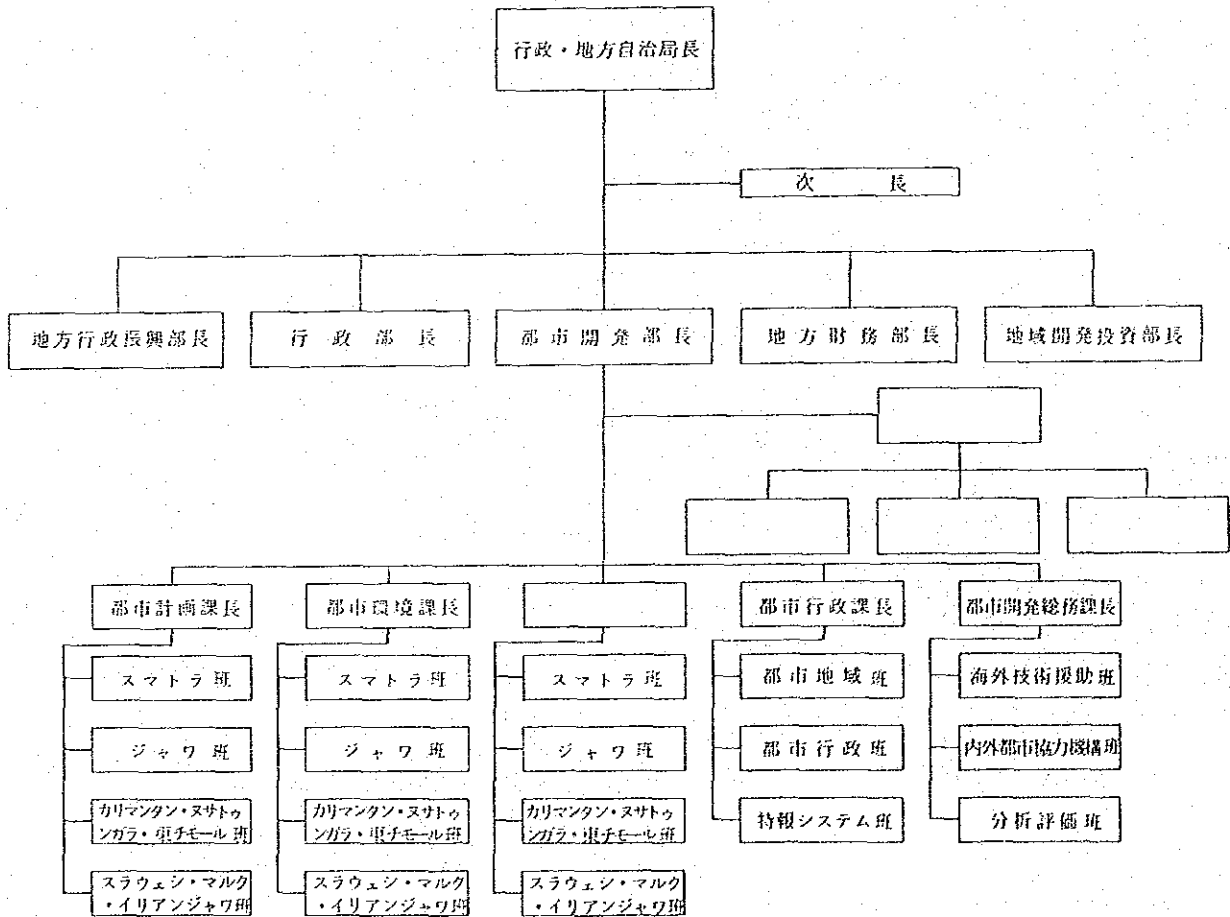 行政・地方自治局長
次 長
地方行政振興部長
行政部長
都市開発部長
地方財務部長
地域開発投資部長
都市計画課長
都市環境課長
都市行政課長
都市開発総務課長
スマトラ班
スマトラ班
スマトラ班
都市地域班
海外技術援助班
ジャワ班
ジャワ班
ジャワ班
都市行政班
内外都市協力機構班
カリマンタン・ヌサトゥ
ンガラ・東チモール班
カリマンタン・ヌサトゥ
ンガラ・東チモール班
カリマンタン・ヌサトゥ
ンガラ・東チモール班
特報システム班
分析評価班
スラウェシ・マルク
・イリアンジャワ班
スラウェシ・マルク
・イリアンジャワ班
スラウェシ・マルク
・イリアンジャワ班